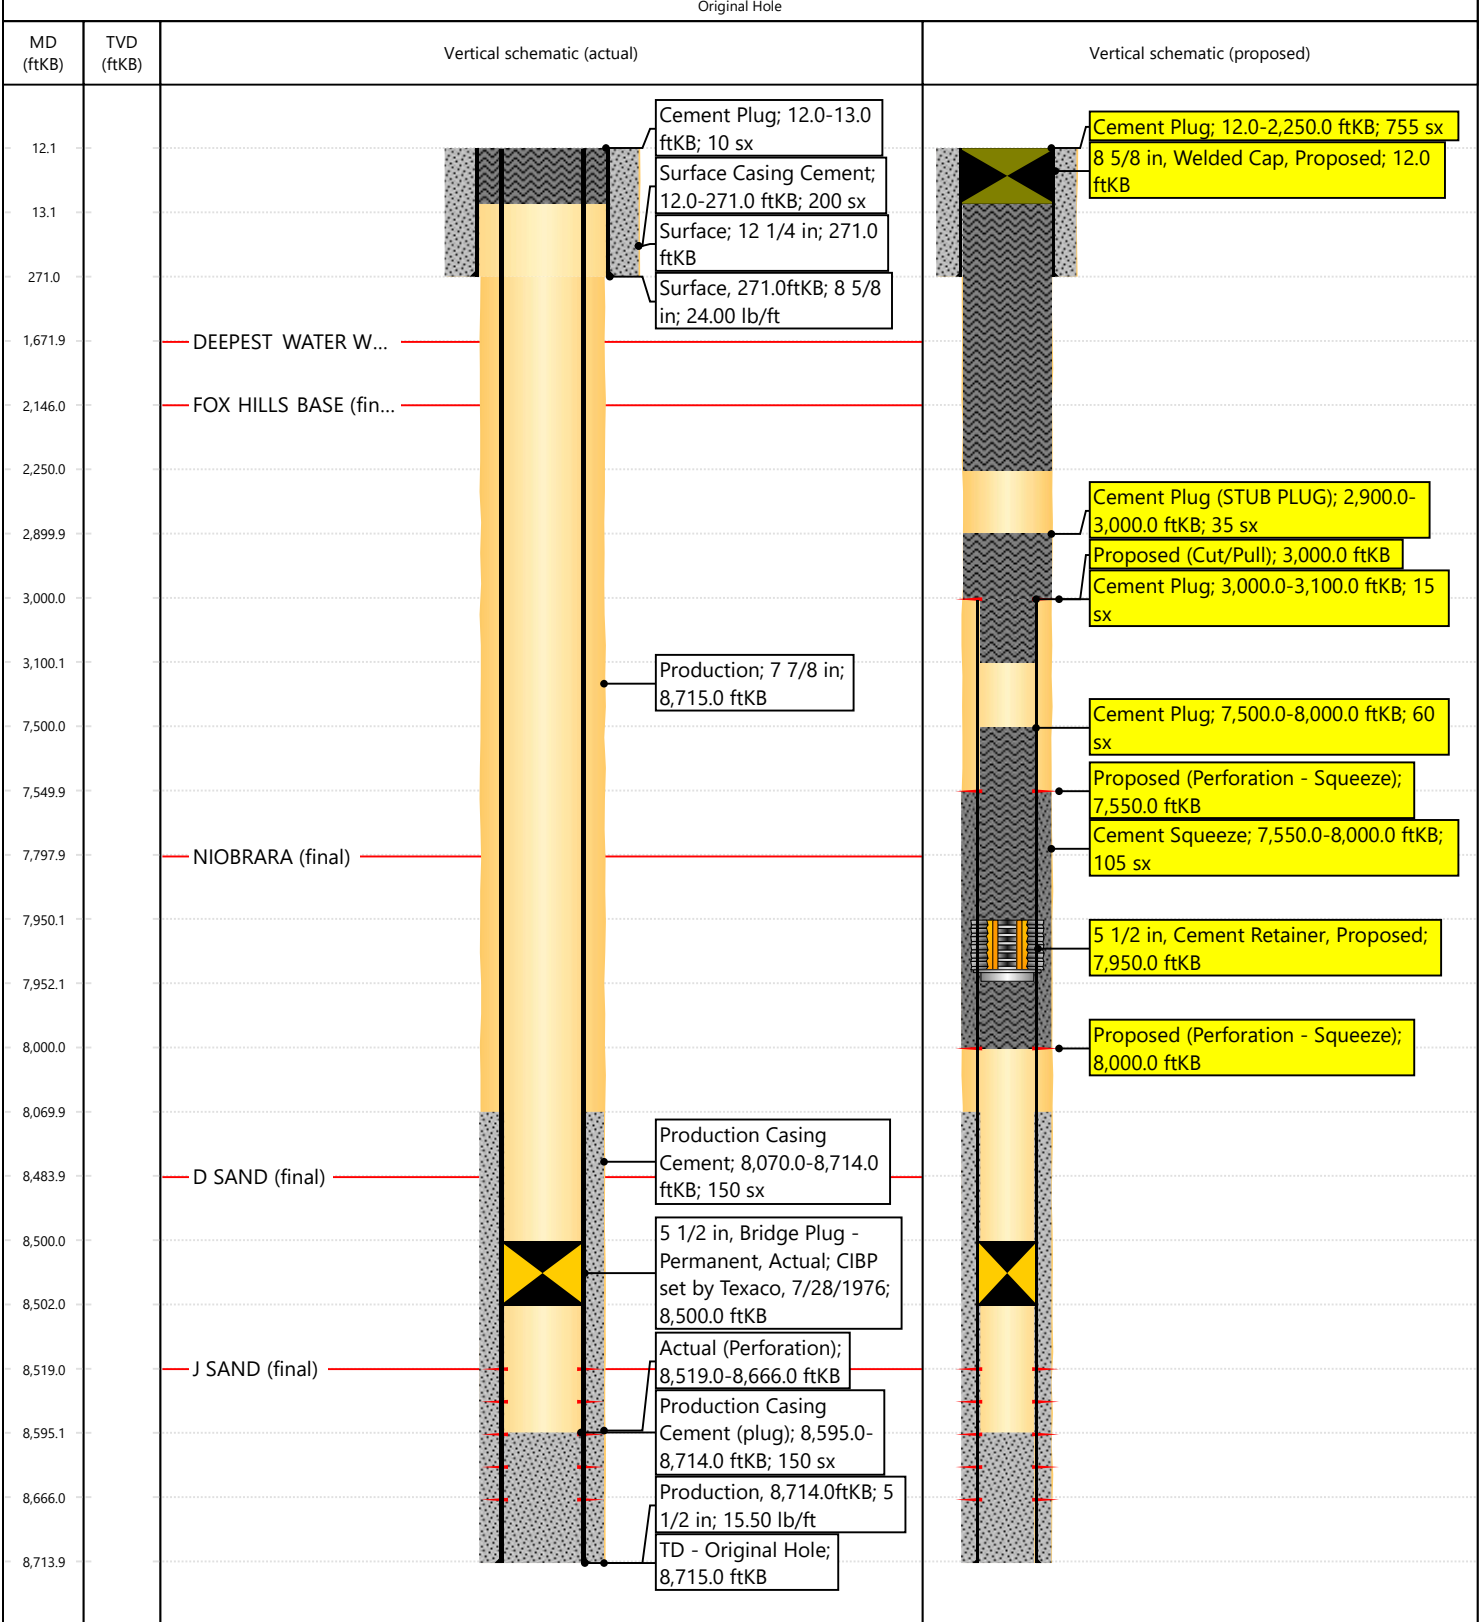 Original Hole
MD
(ftKB)
TVD
(ftKB)
Vertical schematic (actual)
Vertical schematic (proposed)
12.1
13.1
271.0
1,671.9
2,146.0
2,250.0
2,899.9
3,000.0
3,100.1
7,500.0
7,549.9
7,797.9
7,950.1
7,952.1
8,000.0
8,069.9
8,483.9
8,500.0
8,502.0
8,519.0
8,595.1
8,666.0
8,713.9
DEEPEST WATER W...
FOX HILLS BASE (fin...
NIOBRARA (final)
D SAND (final)
J SAND (final)
Cement Plug; 12.0-13.0
ftKB; 10 sx
Surface Casing Cement;
12.0-271.0 ftKB; 200 sx
Surface; 12 1/4 in; 271.0
ftKB
Surface, 271.0ftKB; 8 5/8
in; 24.00 lb/ft
Production; 7 7/8 in;
8,715.0 ftKB
Production Casing
Cement; 8,070.0-8,714.0
ftKB; 150 sx
5 1/2 in, Bridge Plug -
Permanent, Actual; CIBP
set by Texaco, 7/28/1976;
8,500.0 ftKB
Actual (Perforation);
8,519.0-8,666.0 ftKB
Production Casing
Cement (plug); 8,595.0-
8,714.0 ftKB; 150 sx
Production, 8,714.0ftKB; 5
1/2 in; 15.50 lb/ft
TD - Original Hole;
8,715.0 ftKB
Cement Plug; 12.0-2,250.0 ftKB; 755 sx
8 5/8 in, Welded Cap, Proposed; 12.0
ftKB
Cement Plug (STUB PLUG); 2,900.0-
3,000.0 ftKB; 35 sx
Proposed (Cut/Pull); 3,000.0 ftKB
Cement Plug; 3,000.0-3,100.0 ftKB; 15
sx
Cement Plug; 7,500.0-8,000.0 ftKB; 60
sx
Proposed (Perforation - Squeeze);
7,550.0 ftKB
Cement Squeeze; 7,550.0-8,000.0 ftKB;
105 sx
5 1/2 in, Cement Retainer, Proposed;
7,950.0 ftKB
Proposed (Perforation - Squeeze);
8,000.0 ftKB